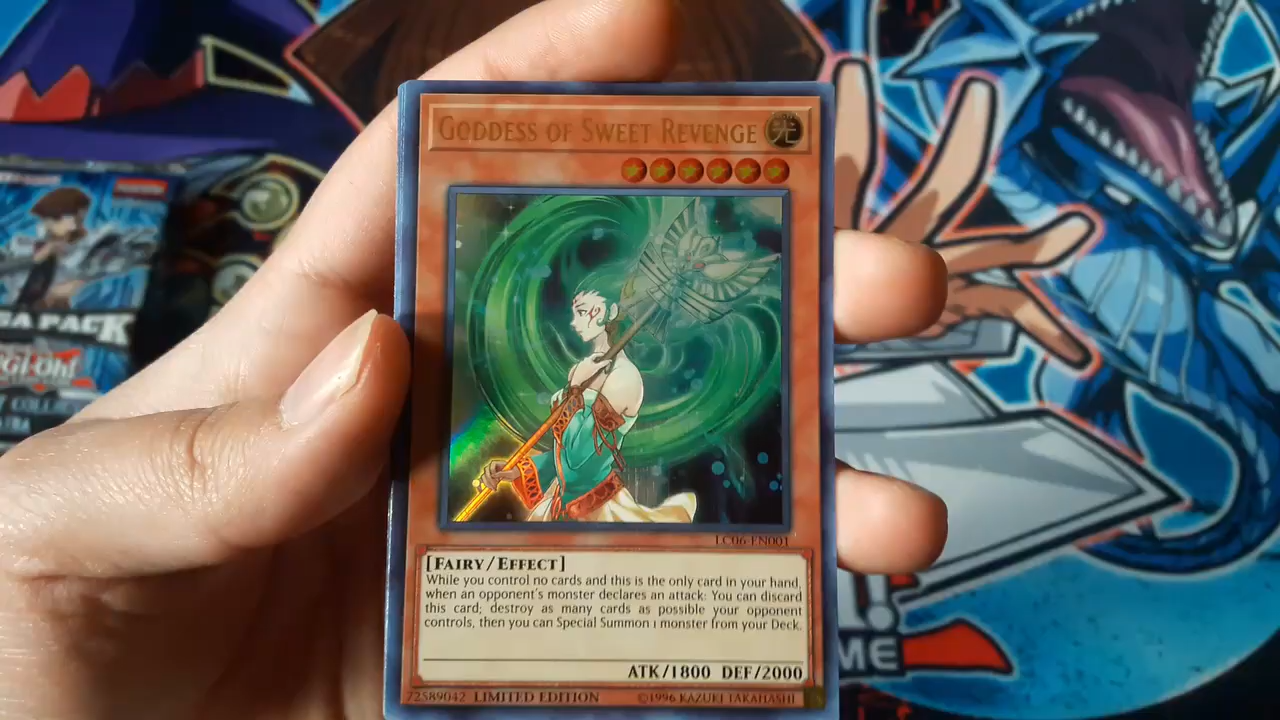 GODDESS OF SWEET REVENGE
光
LC06-EN001
[FAIRY/EFFECT]
While you control no cards and this is the only card in your hand,
when an opponent's monster declares an attack: You can discard
this card; destroy as many cards as possible your opponent
controls, then you can Special Summon 1 monster from your Deck.
ATK/1800 DEF/2000
72589042 LIMITED EDITION ©1996 KAZUKI TAKAHASHI
GA PACK